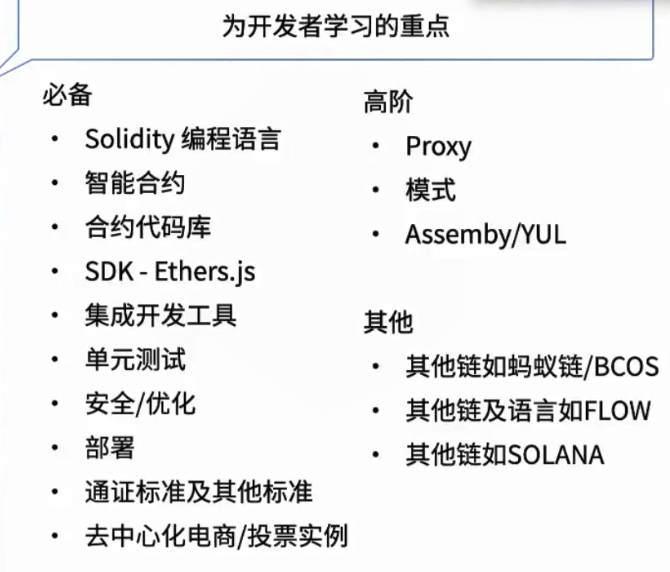 为开发者学习的重点
必备
• Solidity 编程语言
• 智能合约
• 合约代码库
• SDK - Ethers.js
• 集成开发工具
• 单元测试
• 安全/优化
• 部署
• 通证标准及其他标准
• 去中心化电商/投票实例
高阶
• Proxy
• 模式
• Assemby/YUL
其他
• 其他链如蚂蚁链/BCOS
• 其他链及语言如FLOW
• 其他链如SOLANA